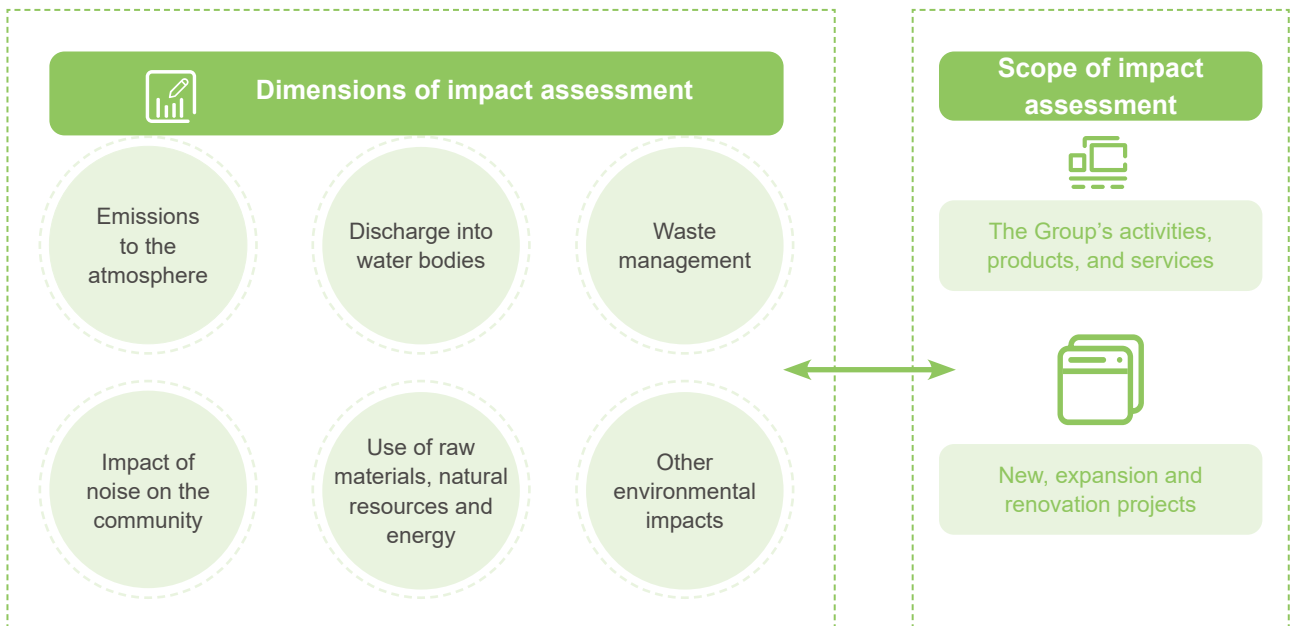 Dimensions of impact assessment
Emissions
to the
atmosphere
Discharge into
water bodies
Waste
management
Impact of
noise on the
community
Use of raw
materials, natural
resources and
energy
Other
environmental
impacts
Scope of impact
assessment
The Group’s activities,
products, and services
New, expansion and
renovation projects